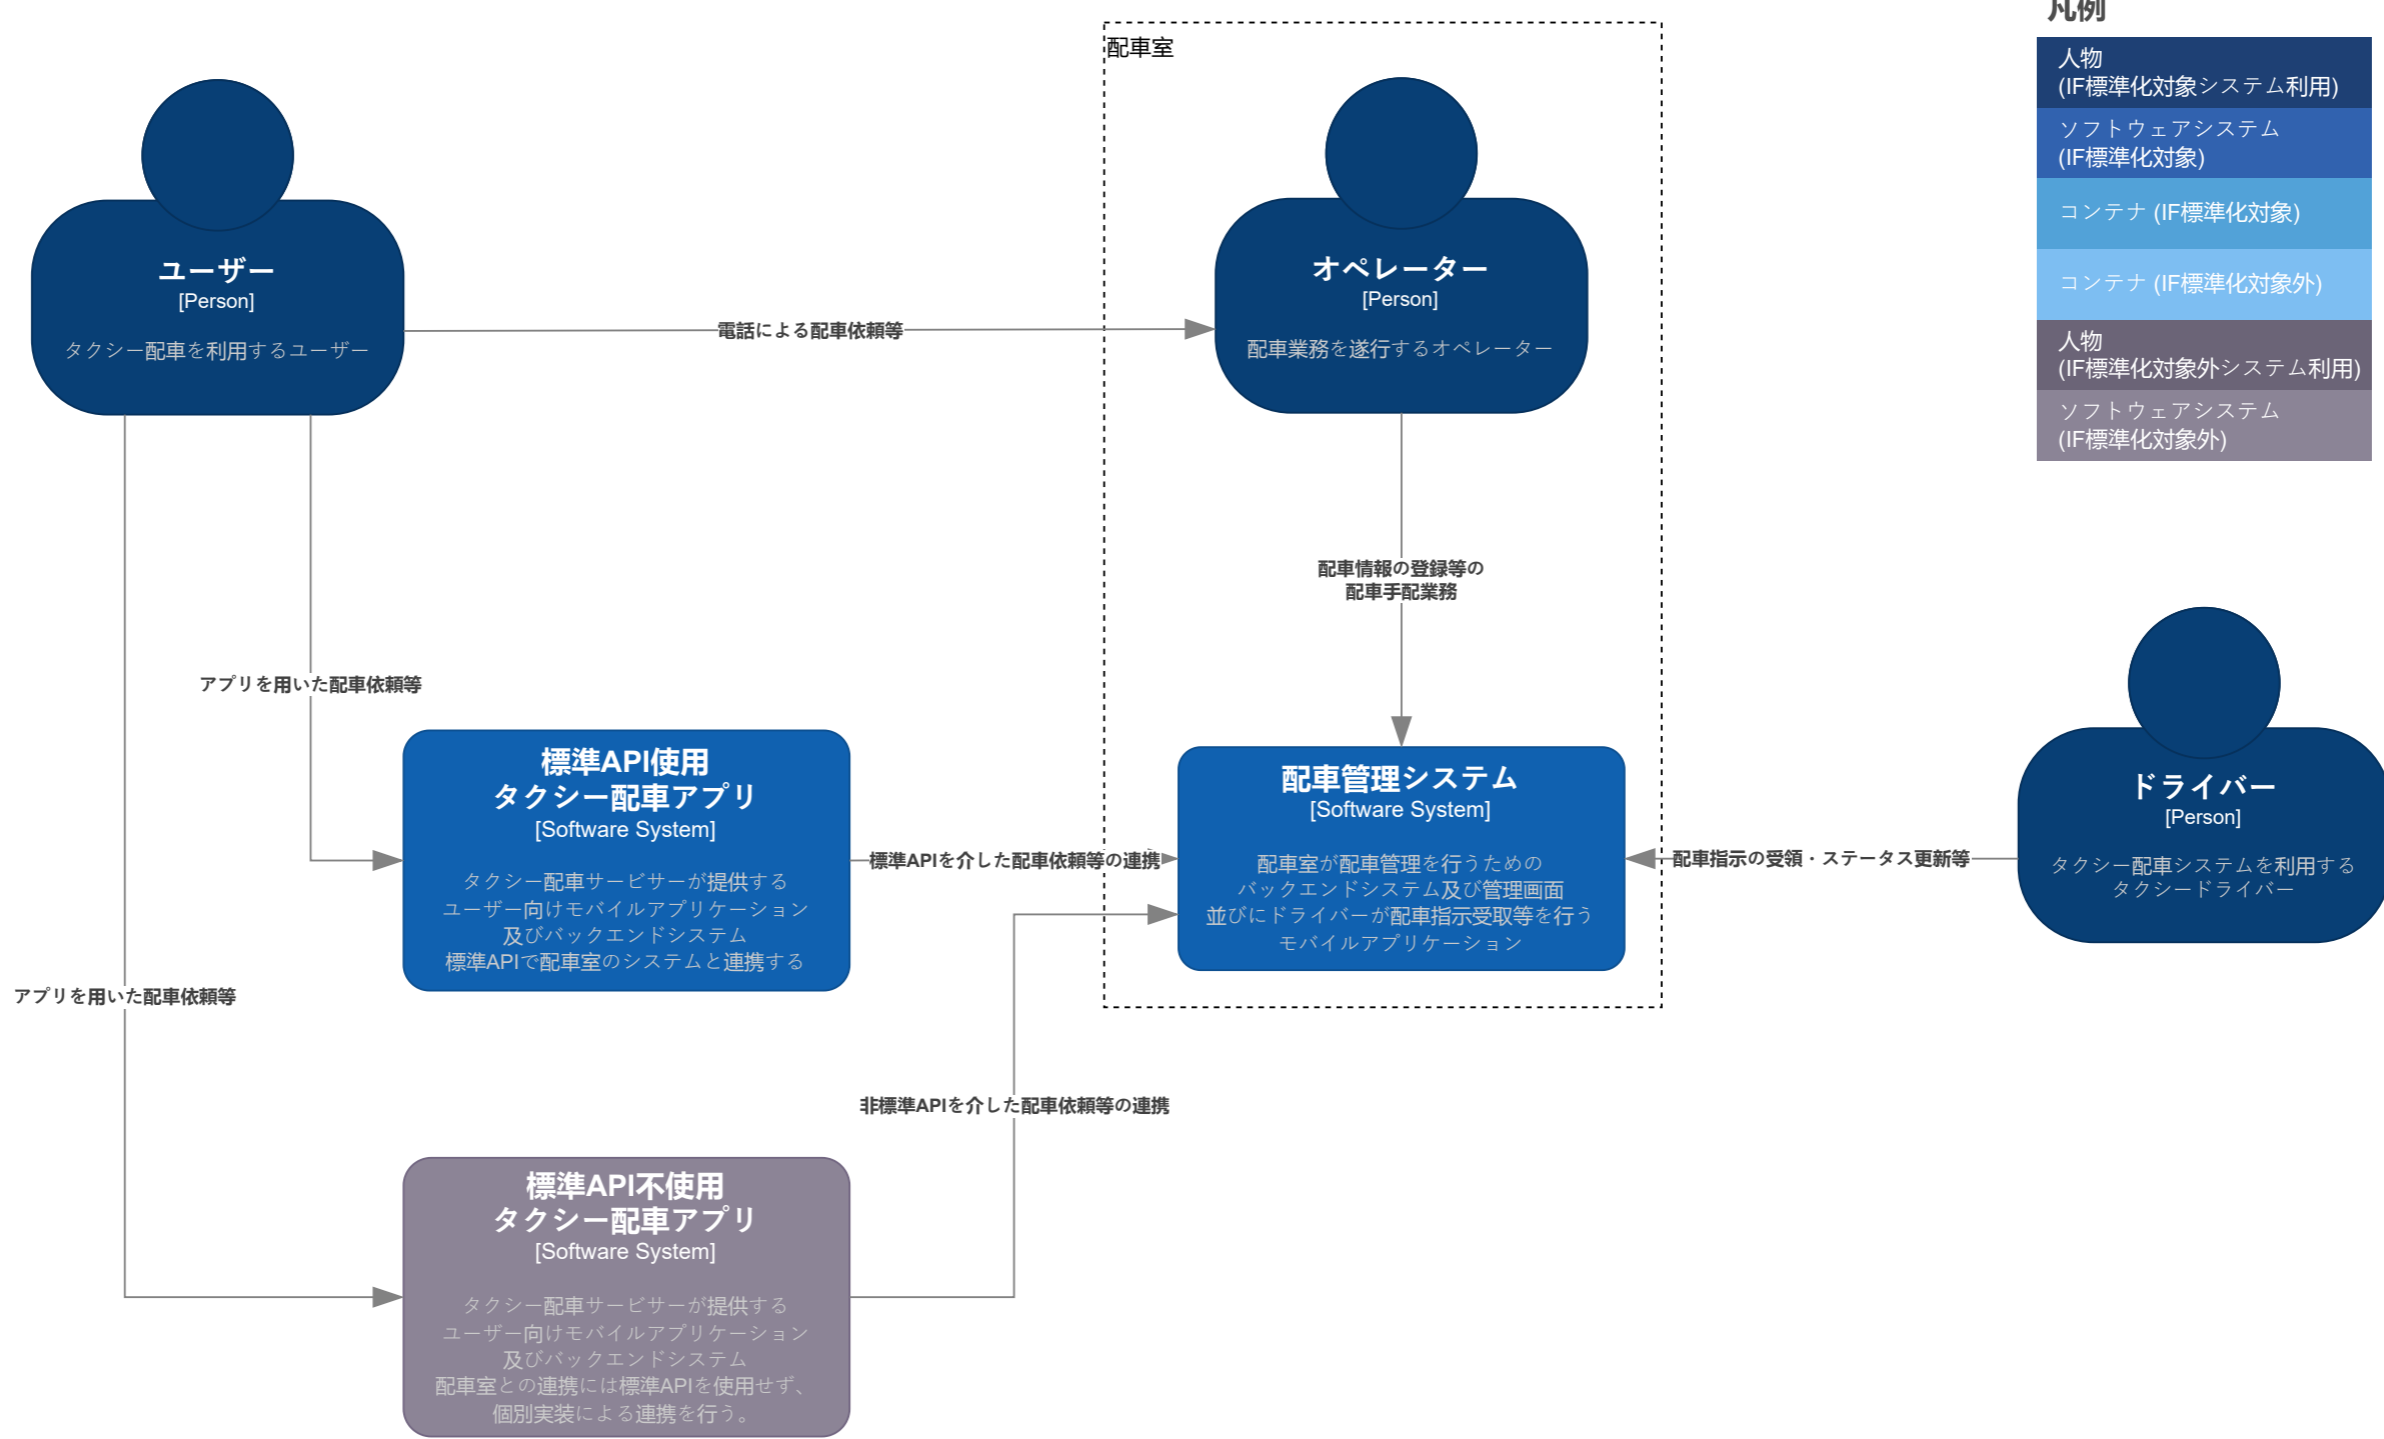 凡例
人物
(IF標準化対象システム利用)
ソフトウェアシステム
(IF標準化対象)
コンテナ (IF標準化対象)
コンテナ (IF標準化対象外)
人物
(IF標準化対象外システム利用)
ソフトウェアシステム
(IF標準化対象外)
配車室
ユーザー
[Person]
タクシー配車を利用するユーザー
電話による配車依頼等
オペレーター
[Person]
配車業務を遂行するオペレーター
配車情報の登録等の
配車手配業務
アプリを用いた配車依頼等
標準API使用
タクシー配車アプリ
[Software System]
タクシー配車サービサーが提供する
ユーザー向けモバイルアプリケーション
及びバックエンドシステム
標準APIで配車室のシステムと連携する
標準APIを介した配車依頼等の連携
配車管理システム
[Software System]
配車室が配車管理を行うための
バックエンドシステム及び管理画面
並びにドライバーが配車指示受取等を行う
モバイルアプリケーション
配車指示の受領・ステータス更新等
ドライバー
[Person]
タクシー配車システムを利用する
タクシードライバー
アプリを用いた配車依頼等
非標準APIを介した配車依頼等の連携
標準API不使用
タクシー配車アプリ
[Software System]
タクシー配車サービサーが提供する
ユーザー向けモバイルアプリケーション
及びバックエンドシステム
配車室との連携には標準APIを使用せず、
個別実装による連携を行う。